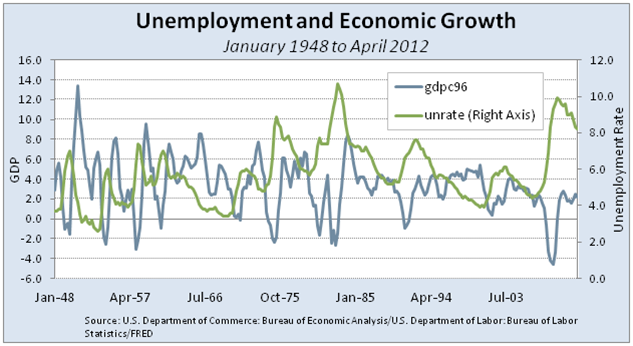 Unemployment and Economic Growth
January 1948 to April 2012
16.0
14.0
12.0
10.0
8.0
6.0
4.0
2.0
0.0
-2.0
-4.0
-6.0
GDP
gdpc96
unrate (Right Axis)
12.0
10.0
8.0
6.0
4.0
2.0
0.0
Unemployment Rate
Jan-48 Apr-57 Jul-66 Oct-75 Jan-85 Apr-94 Jul-03
Source: U.S. Department of Commerce: Bureau of Economic Analysis/U.S. Department of Labor: Bureau of Labor
Statistics/FRED